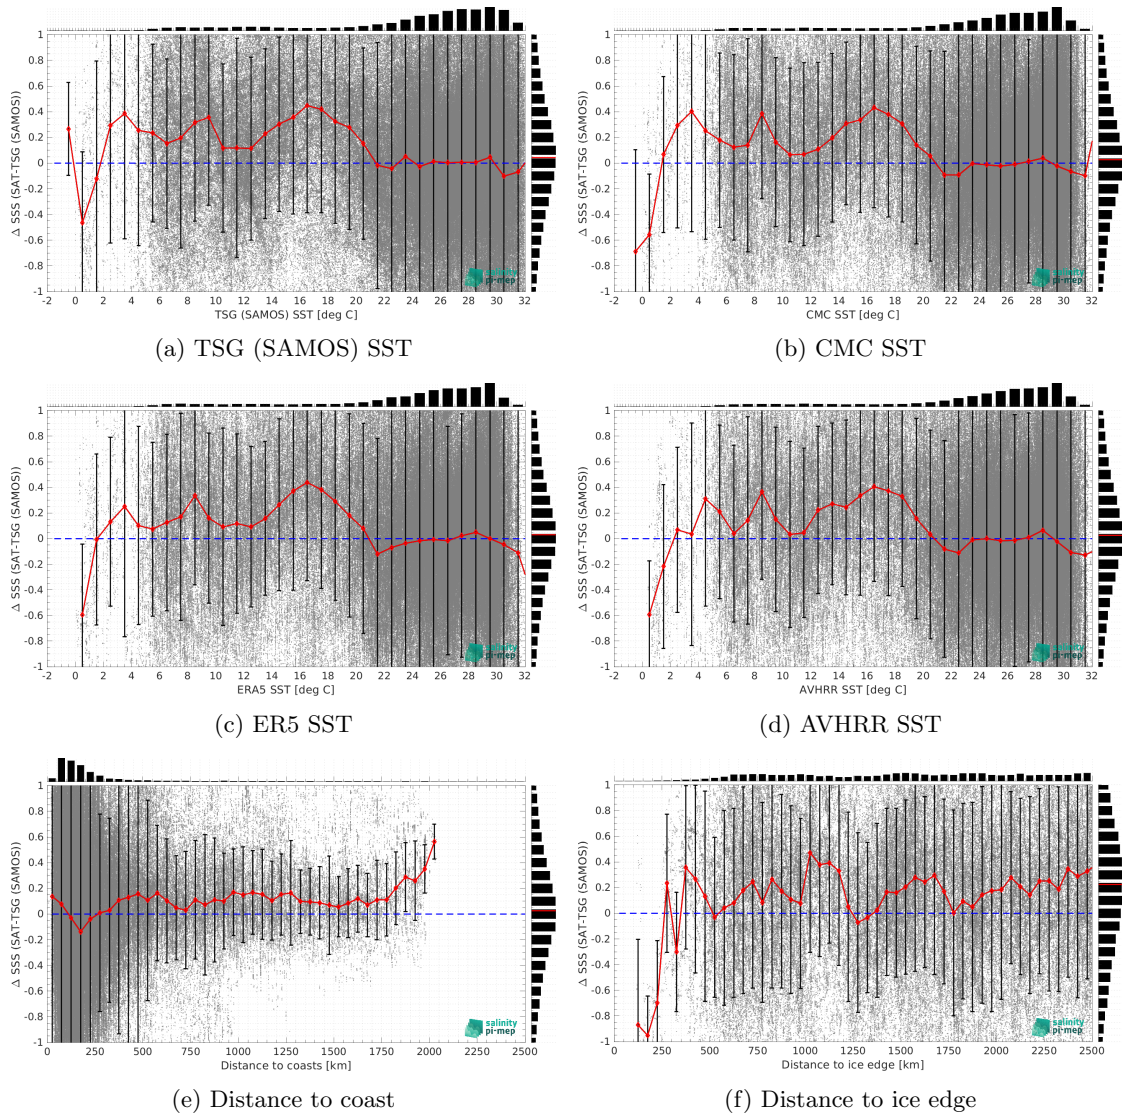 1
0.8
0.6
0.4
0.2
0
-0.2
-0.4
-0.6
-0.8
-1
Δ SSS (SAT-TSG (SAMOS))
salinity
pi-mep
-2 0 2 4 6 8 10 12 14 16 18 20 22 24 26 28 30 32
TSG (SAMOS) SST [deg C]
(a) TSG (SAMOS) SST
1
0.8
0.6
0.4
0.2
0
-0.2
-0.4
-0.6
-0.8
-1
Δ SSS (SAT-TSG (SAMOS))
salinity
pi-mep
-2 0 2 4 6 8 10 12 14 16 18 20 22 24 26 28 30 32
CMC SST [deg C]
(b) CMC SST
1
0.8
0.6
0.4
0.2
0
-0.2
-0.4
-0.6
-0.8
-1
Δ SSS (SAT-TSG (SAMOS))
salinity
pi-mep
-2 0 2 4 6 8 10 12 14 16 18 20 22 24 26 28 30 32
ERA5 SST [deg C]
(c) ER5 SST
1
0.8
0.6
0.4
0.2
0
-0.2
-0.4
-0.6
-0.8
-1
Δ SSS (SAT-TSG (SAMOS))
salinity
pi-mep
-2 0 2 4 6 8 10 12 14 16 18 20 22 24 26 28 30 32
AVHRR SST [deg C]
(d) AVHRR SST
1
0.8
0.6
0.4
0.2
0
-0.2
-0.4
-0.6
-0.8
-1
Δ SSS (SAT-TSG (SAMOS))
salinity
pi-mep
0 250 500 750 1000 1250 1500 1750 2000 2250 2500
Distance to coasts [km]
(e) Distance to coast
1
0.8
0.6
0.4
0.2
0
-0.2
-0.4
-0.6
-0.8
-1
Δ SSS (SAT-TSG (SAMOS))
salinity
pi-mep
0 250 500 750 1000 1250 1500 1750 2000 2250 2500
Distance to ice edge [km]
(f) Distance to ice edge